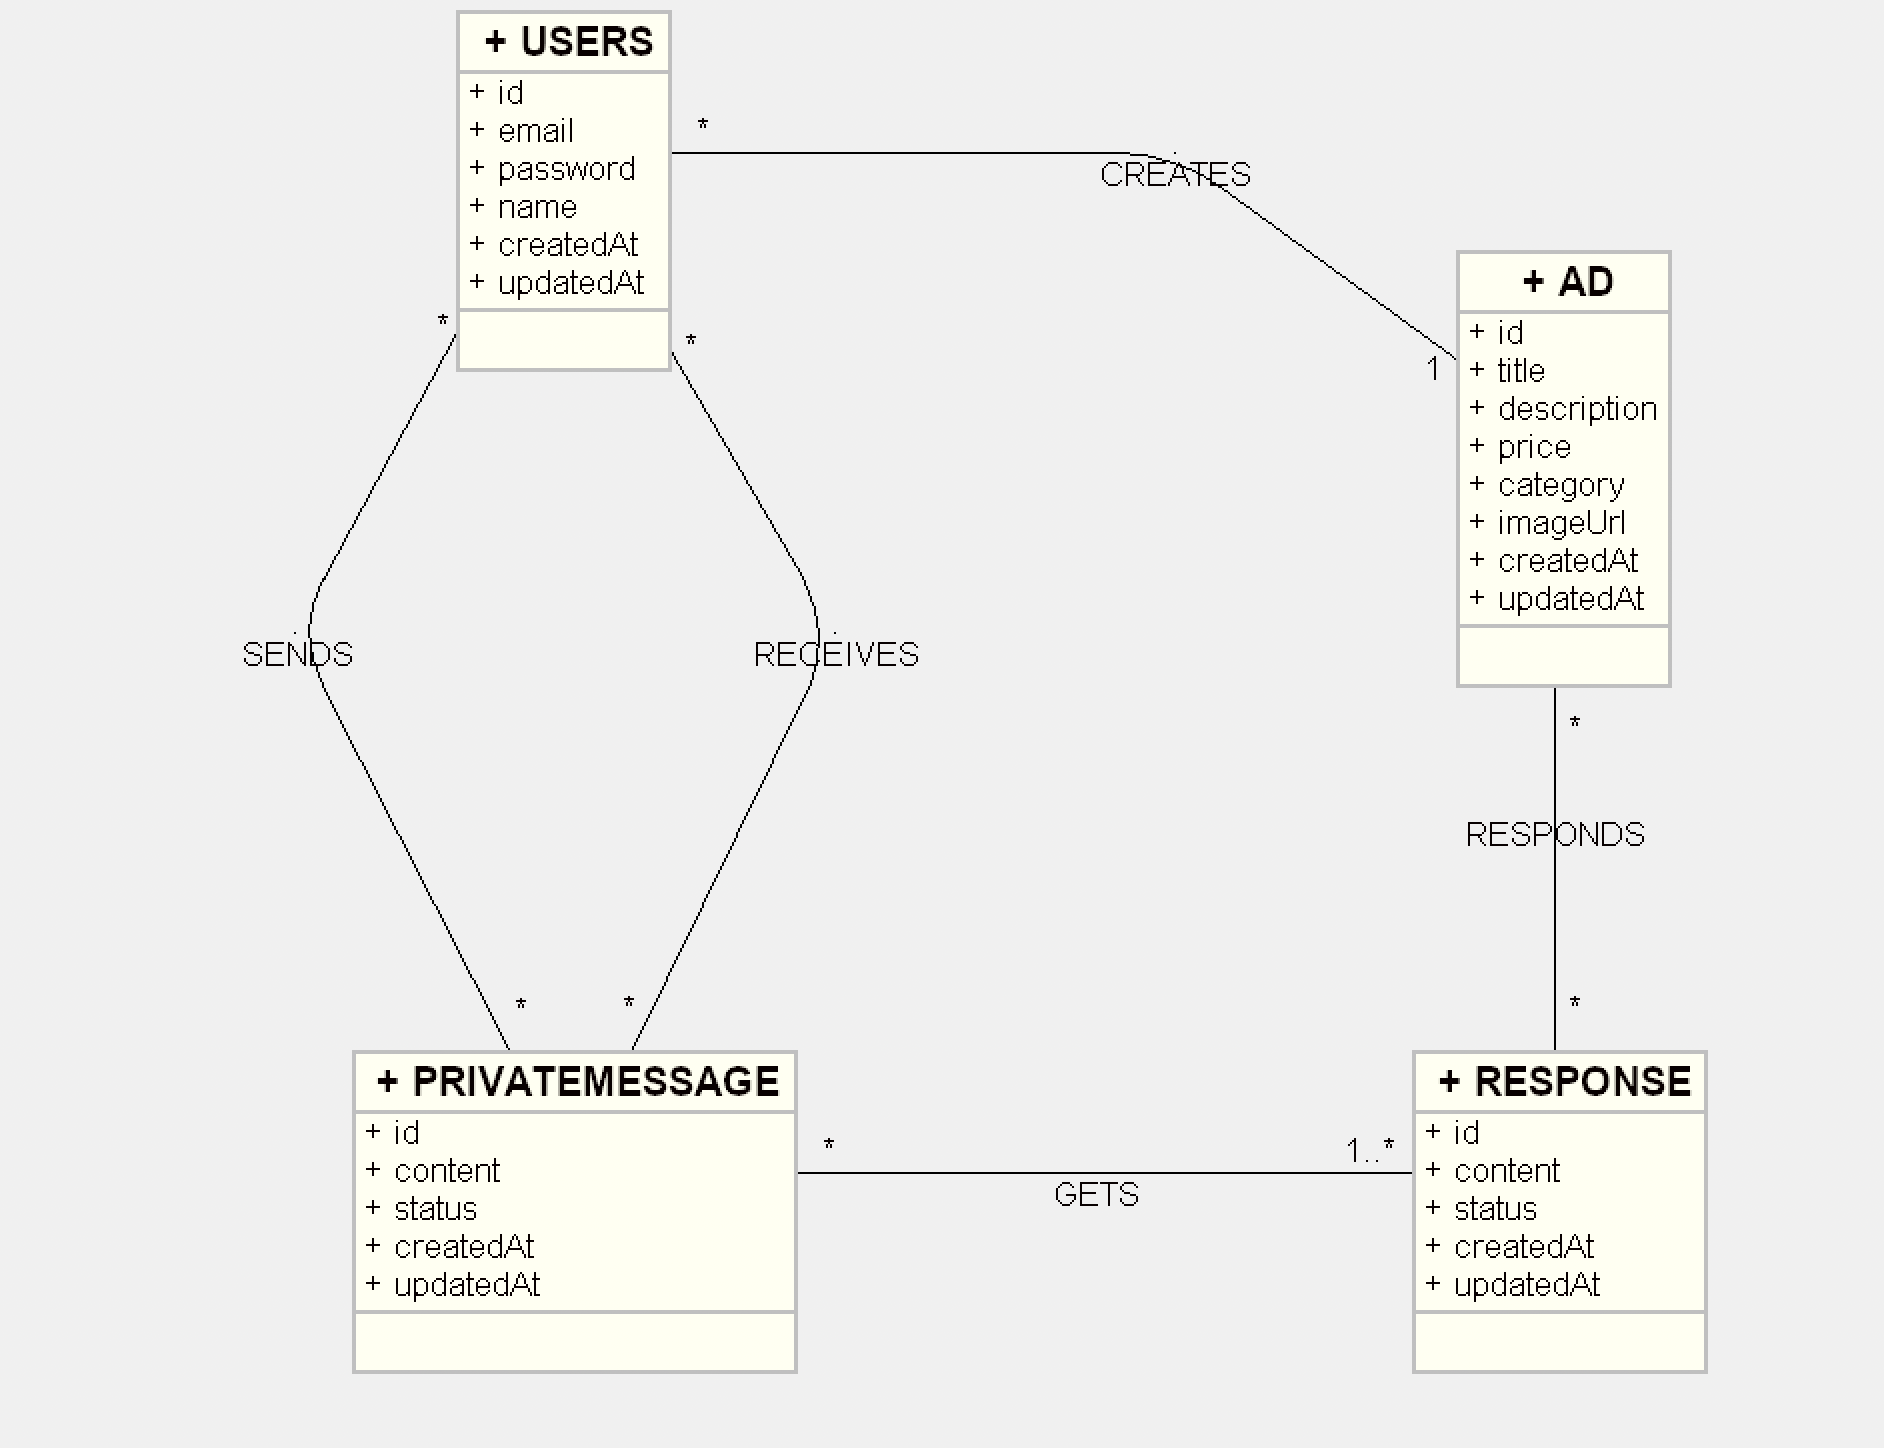 + USERS
+ id
+ email
+ password
+ name
+ createdAt
+ updatedAt
*
CREATES
1
+ AD
+ id
+ title
+ description
+ price
+ category
+ imageUrl
+ createdAt
+ updatedAt
*
*
SENDS
RECEIVES
*
RESPONDS
*
*
*
+ PRIVATEMESSAGE
+ id
+ content
+ status
+ createdAt
+ updatedAt
*
GETS
1..*
+ RESPONSE
+ id
+ content
+ status
+ createdAt
+ updatedAt